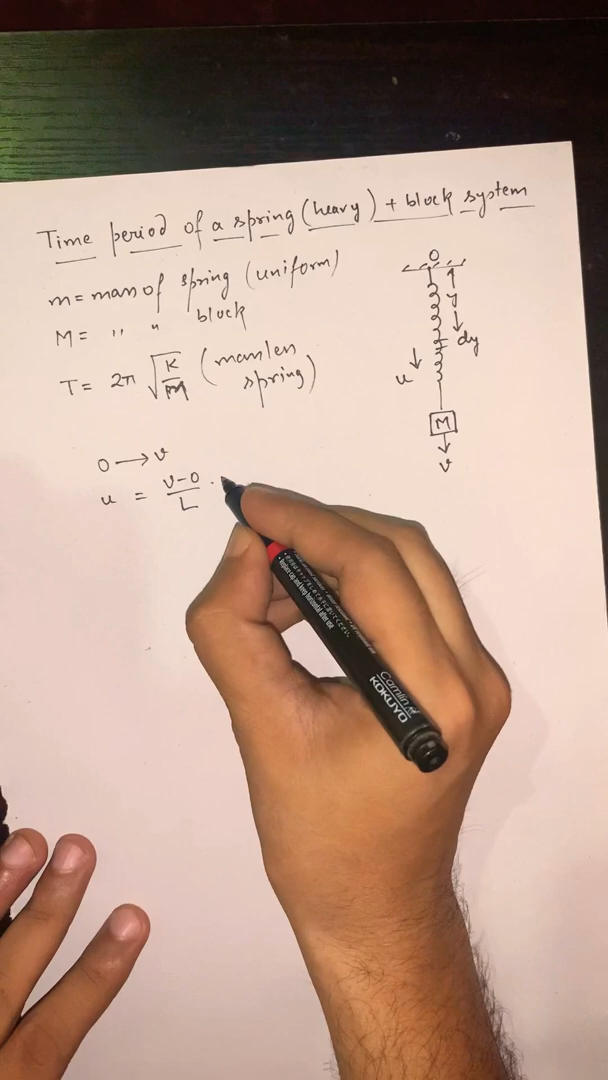 Time period of a spring (heavy) + block system
m = mass of spring (uniform)
M = " " block
T = 2π √K/m (massless spring)
O
y
dy
u
M
v
0 → v
u = v-0/L ·
Camlin
KOKUYO